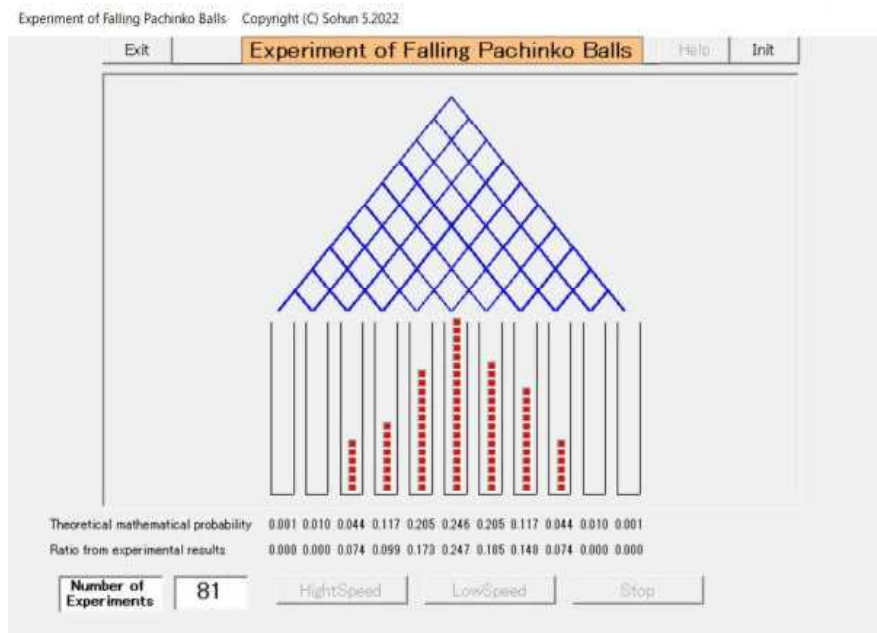 Experiment of Falling Pachinko Balls Copyright (C) Sohun 5.2022
Exit Experiment of Falling Pachinko Balls Help Init
Theoretical mathematical probability 0.001 0.010 0.044 0.117 0.205 0.246 0.205 0.117 0.044 0.010 0.001
Ratio from experimental results 0.000 0.000 0.074 0.099 0.173 0.247 0.185 0.148 0.074 0.000 0.000
Number of
Experiments 81 HightSpeed LowSpeed Stop